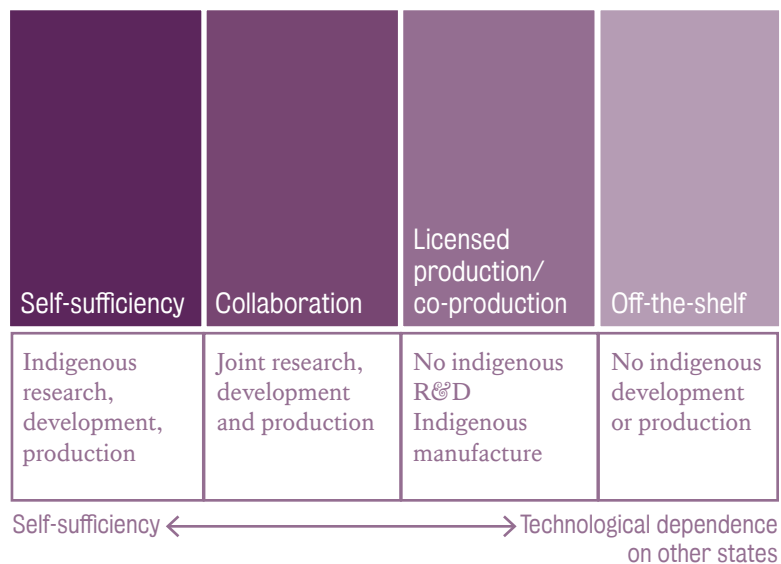 Self-sufficiency
Collaboration
Licensed
production/
co-production
Off-the-shelf
Indigenous
research,
development,
production
Joint research,
development
and production
No indigenous
R&D
Indigenous
manufacture
No indigenous
development
or production
Self-sufficiency
Technological dependence
on other states